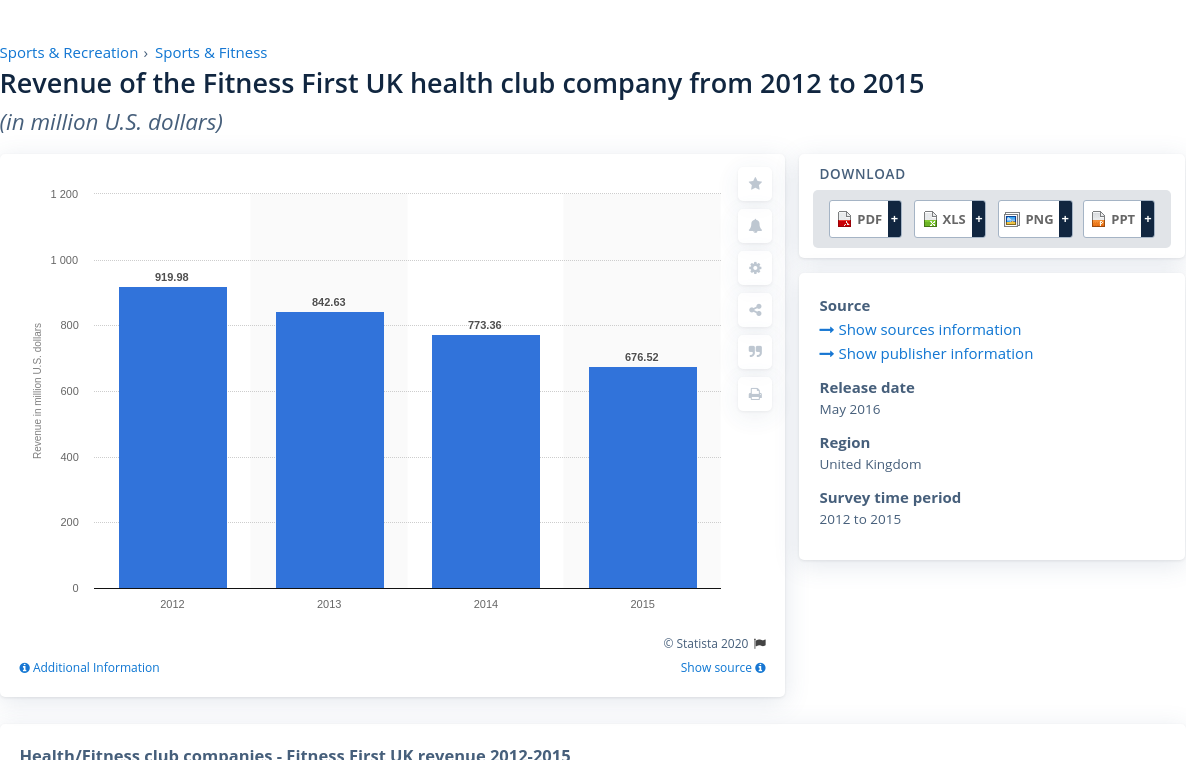 Sports & Recreation › Sports & Fitness
Revenue of the Fitness First UK health club company from 2012 to 2015
(in million U.S. dollars)
Revenue in million U.S. dollars
1 200
1 000
800
600
400
200
0
919.98
842.63
773.36
676.52
2012
2013
2014
2015
© Statista 2020
Additional Information
Show source
DOWNLOAD
PDF +
XLS +
PNG +
PPT +
Source
Show sources information
Show publisher information
Release date
May 2016
Region
United Kingdom
Survey time period
2012 to 2015
Health/Fitness club companies - Fitness First UK revenue 2012-2015